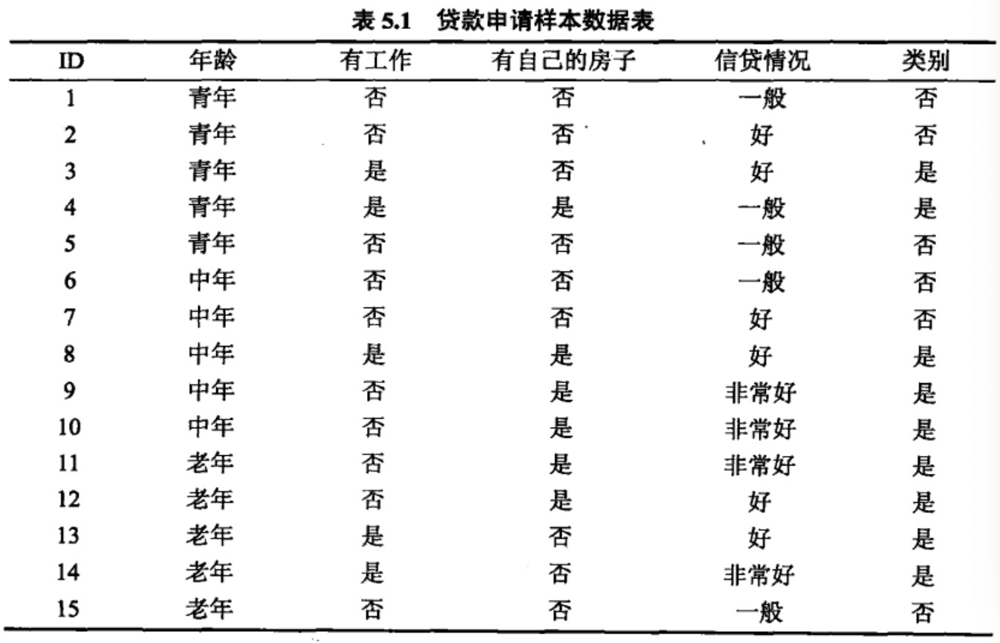 表 5.1 贷款申请样本数据表
ID 年龄 有工作 有自己的房子 信贷情况 类别
1 青年 否 否 一般 否
2 青年 否 否 好 否
3 青年 是 否 好 是
4 青年 是 是 一般 是
5 青年 否 否 一般 否
6 中年 否 否 一般 否
7 中年 否 否 好 否
8 中年 是 是 好 是
9 中年 否 是 非常好 是
10 中年 否 是 非常好 是
11 老年 否 是 非常好 是
12 老年 否 是 好 是
13 老年 是 否 好 是
14 老年 是 否 非常好 是
15 老年 否 否 一般 否